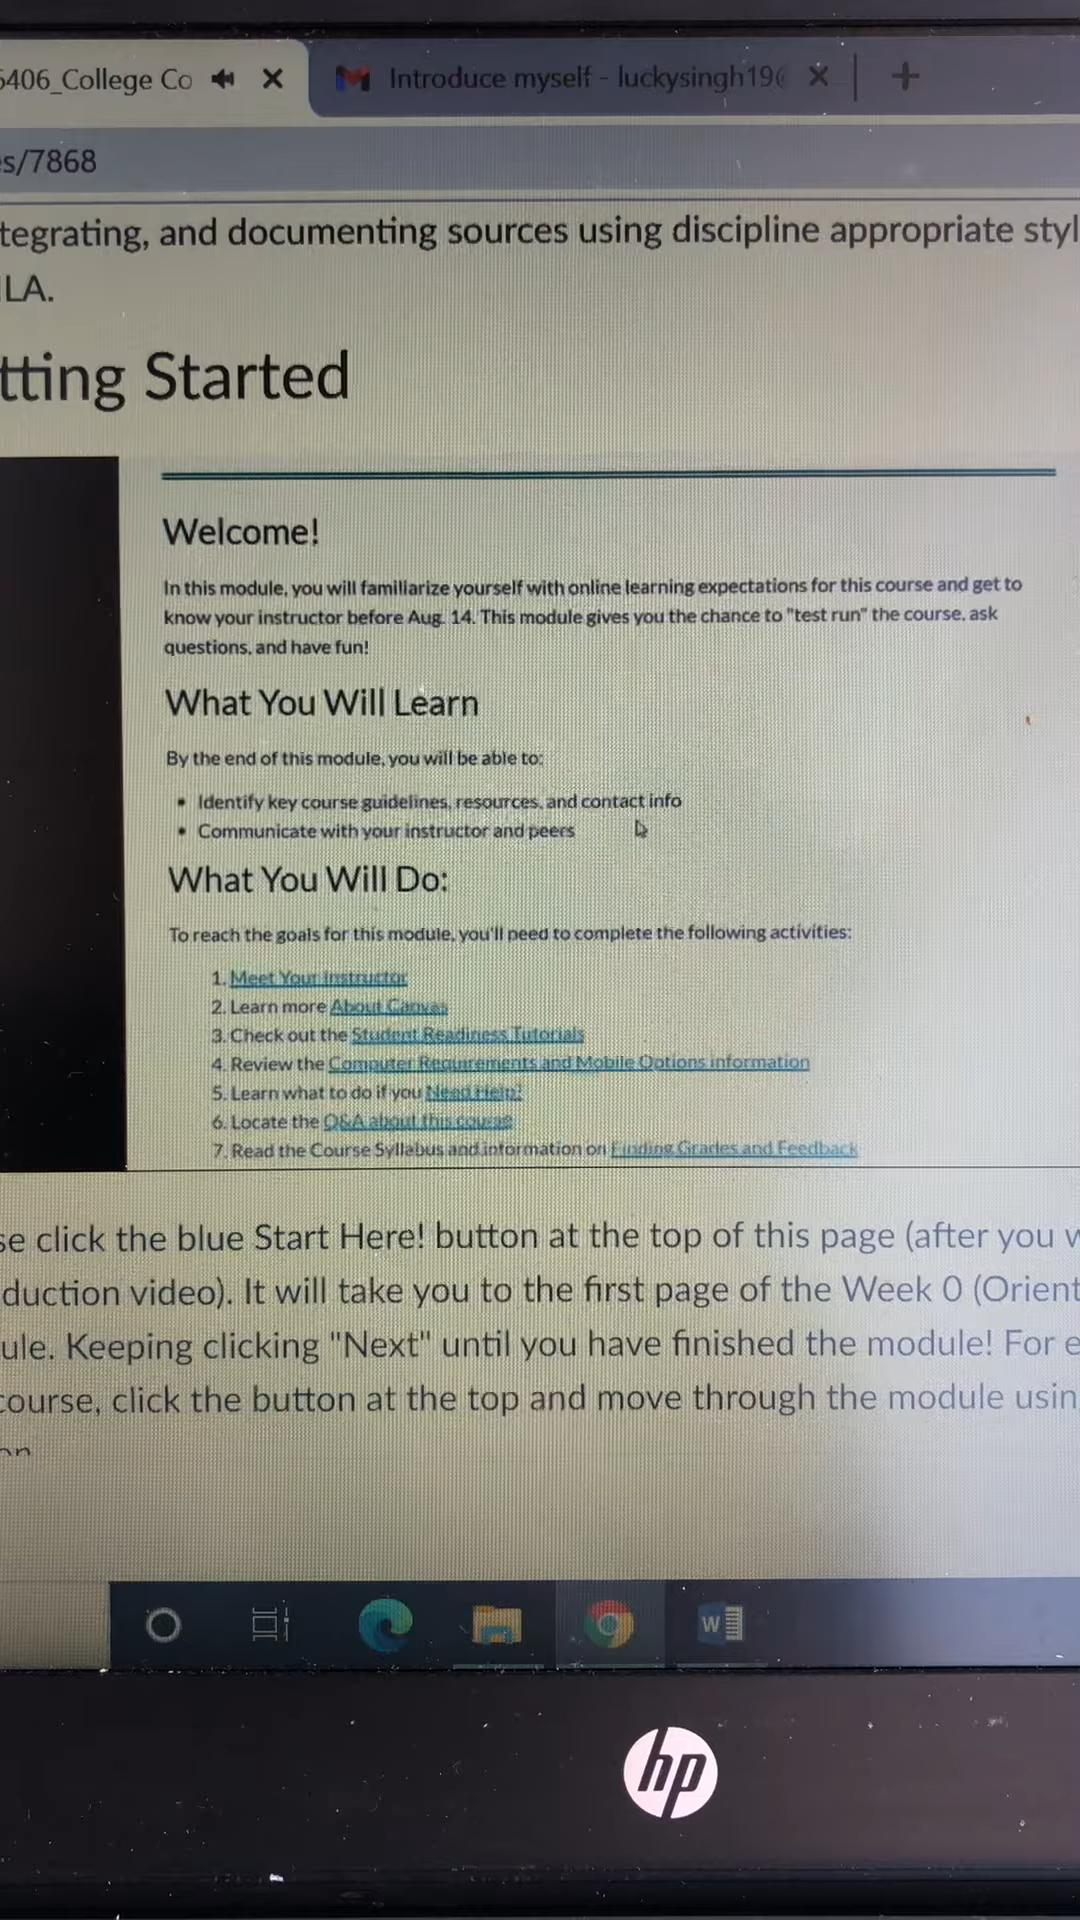 6406_College Co
Introduce myself - luckysingh196
s/7868
tegrating, and documenting sources using discipline appropriate styl
LA.
tting Started
Welcome!
In this module, you will familiarize yourself with online learning expectations for this course and get to
know your instructor before Aug. 14. This module gives you the chance to "test run" the course, ask
questions, and have fun!
What You Will Learn
By the end of this module, you will be able to:
• Identify key course guidelines, resources, and contact info
• Communicate with your instructor and peers
What You Will Do:
To reach the goals for this module, you'll need to complete the following activities:
1. Meet Your Instructor
2. Learn more About Canvas
3. Check out the Student Readiness Tutorials
4. Review the Computer Requirements and Mobile Options information
5. Learn what to do if you Need Help?
6. Locate the Q&A about this course
7. Read the Course Syllabus and information on Finding Grades and Feedback
se click the blue Start Here! button at the top of this page (after you w
duction video). It will take you to the first page of the Week 0 (Orient
ule. Keeping clicking "Next" until you have finished the module! For e
course, click the button at the top and move through the module usin
W
hp